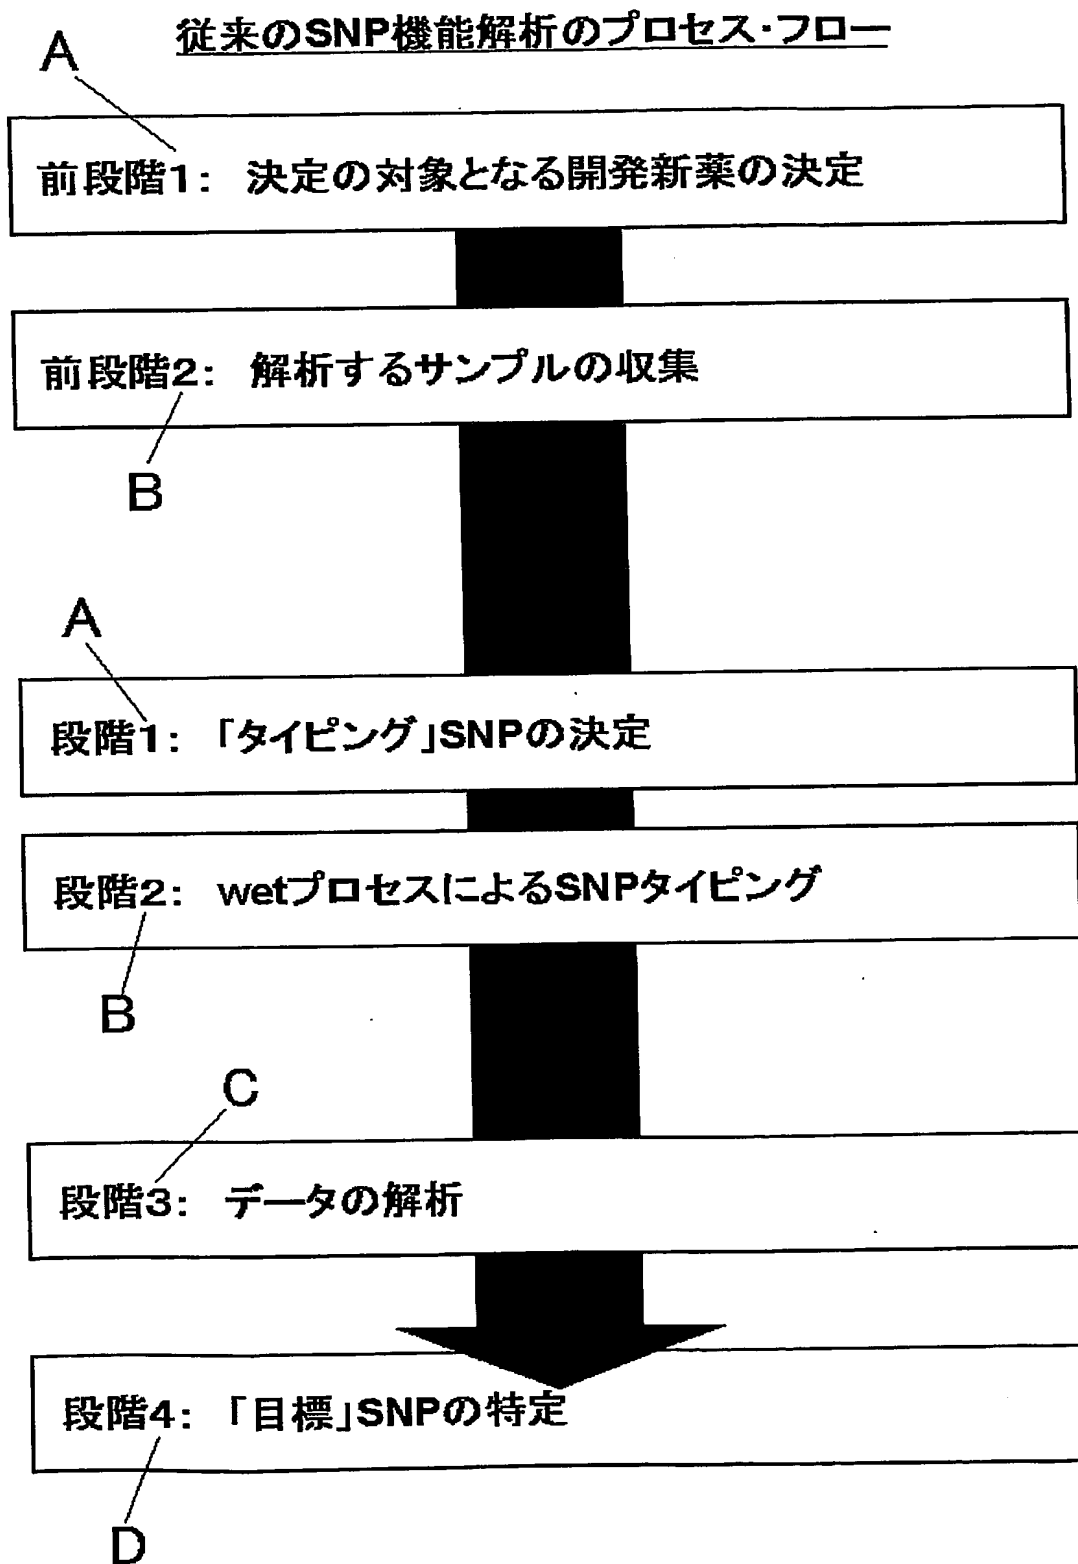 従来のSNP機能解析のプロセス・フロー
A
前段階1: 決定の対象となる開発新薬の決定
前段階2: 解析するサンプルの収集
B
A
段階1: 「タイピング」SNPの決定
段階2: wetプロセスによるSNPタイピング
B
C
段階3: データの解析
段階4: 「目標」SNPの特定
D